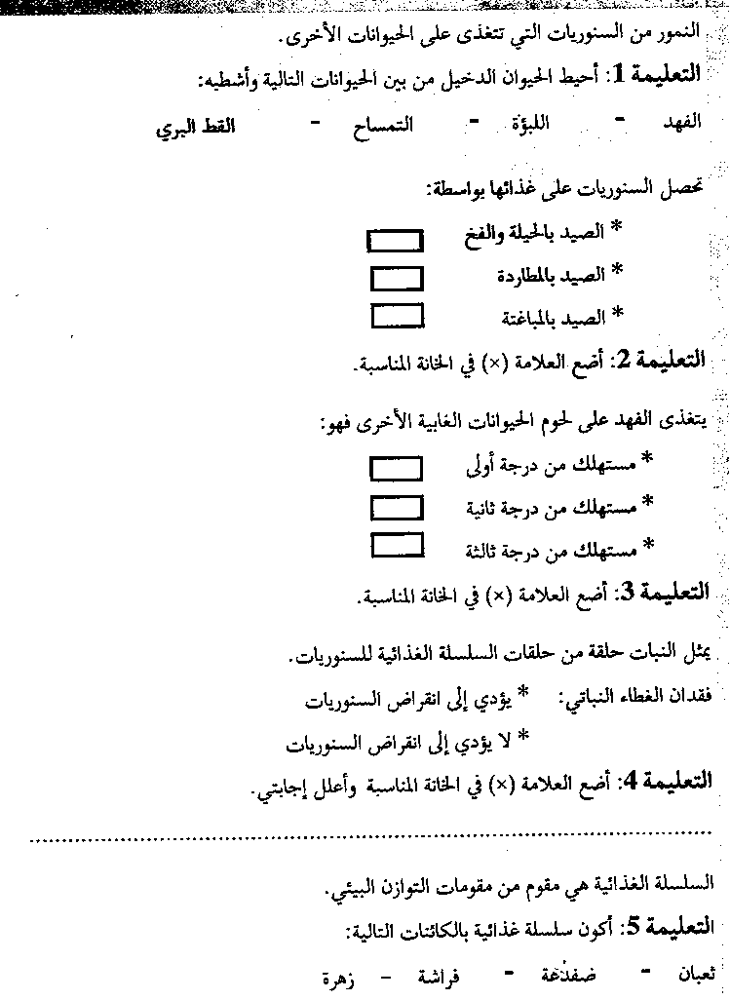 النمور من السنوريات التي تتغذى على الحيوانات الأخرى.
التعليمة 1: أحيط الحيوان الدخيل من بين الحيوانات التالية وأشطبه:
الفهد - اللبؤة - التمساح - القط البري
تحصل السنوريات على غذائها بواسطة:
* الصيد بالحيلة والفخ
* الصيد بالمطاردة
* الصيد بالمباغتة
التعليمة 2: أضع العلامة (×) في الخانة المناسبة.
يتغذى الفهد على لحوم الحيوانات الغابية الأخرى فهو:
* مستهلك من درجة أولى
* مستهلك من درجة ثانية
* مستهلك من درجة ثالثة
التعليمة 3: أضع العلامة (×) في الخانة المناسبة.
يمثل النبات حلقة من حلقات السلسلة الغذائية للسنوريات.
فقدان الغطاء النباتي: * يؤدي إلى انقراض السنوريات
* لا يؤدي إلى انقراض السنوريات
التعليمة 4: أضع العلامة (×) في الخانة المناسبة وأعلل إجابتي.
السلسلة الغذائية هي مقوم من مقومات التوازن البيئي.
التعليمة 5: أكون سلسلة غذائية بالكائنات التالية:
ثعبان - ضفدعة - فراشة - زهرة